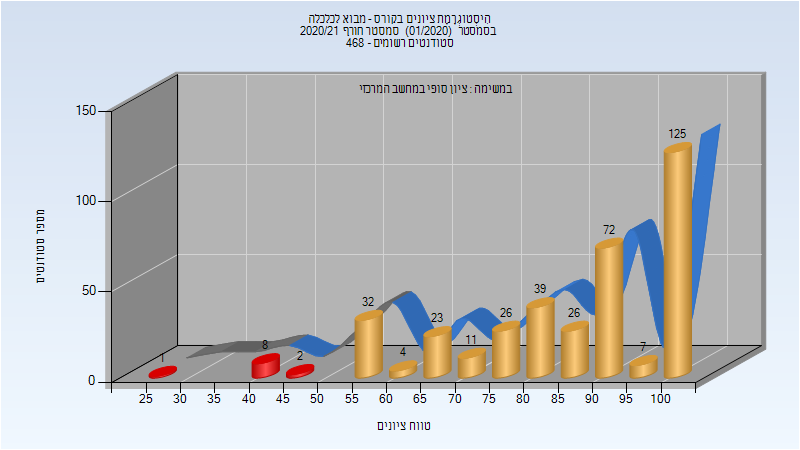 היסטוגרמת ציונים בקורס - מבוא לכלכלה
בסמסטר (01/2020) סמסטר חורף 2020/21
סטודנטים רשומים - 468
במשימה : ציון סופי במחשב המרכזי
מספר סטודנטים
150
100
50
0
1
8
2
32
4
23
11
26
39
26
72
7
125
25 30 35 40 45 50 55 60 65 70 75 80 85 90 95 100
טווח ציונים